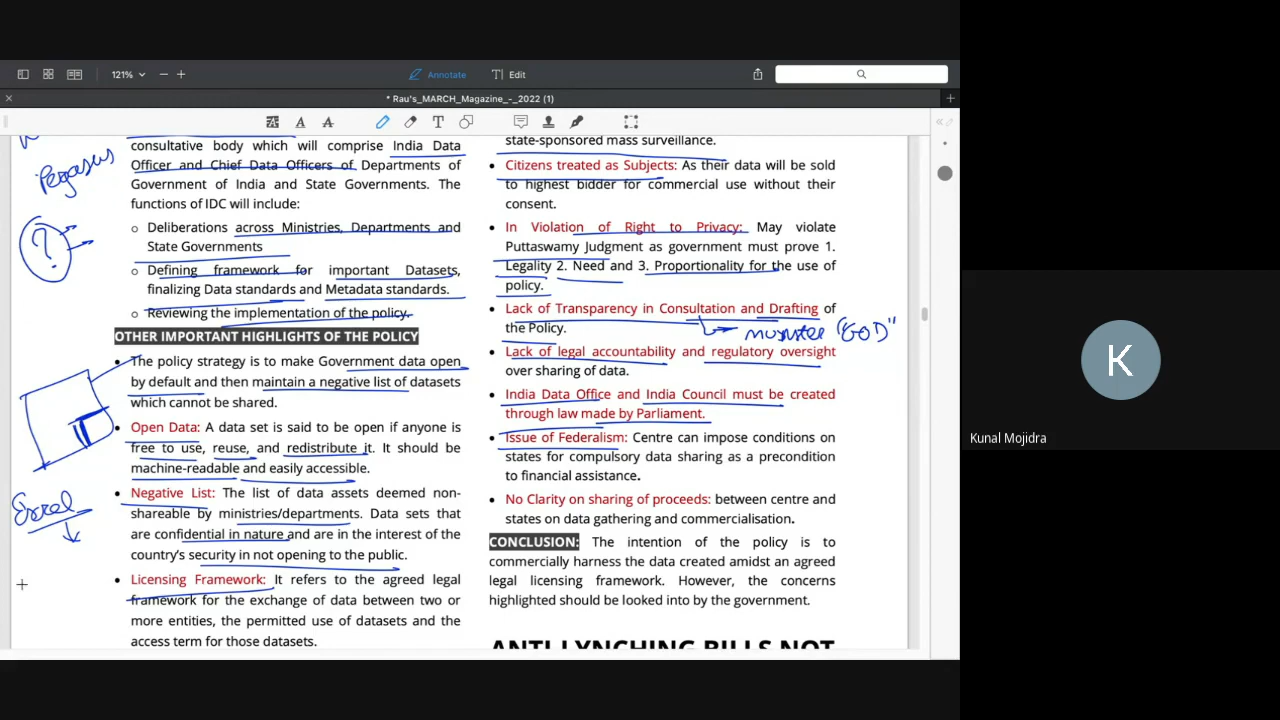 121%
Annotate
Edit
* Rau's_MARCH_Magazine_-_2022 (1)
Pegasus
?
Excel
consultative body which will comprise India Data
Officer and Chief Data Officers of Departments of
Government of India and State Governments. The
functions of IDC will include:
o Deliberations across Ministries, Departments and
State Governments
o Defining framework for important Datasets,
finalizing Data standards and Metadata standards.
o Reviewing the implementation of the policy.
OTHER IMPORTANT HIGHLIGHTS OF THE POLICY
• The policy strategy is to make Government data open
by default and then maintain a negative list of datasets
which cannot be shared.
• Open Data: A data set is said to be open if anyone is
free to use, reuse, and redistribute it. It should be
machine-readable and easily accessible.
• Negative List: The list of data assets deemed non-
shareable by ministries/departments. Data sets that
are confidential in nature and are in the interest of the
country's security in not opening to the public.
• Licensing Framework: It refers to the agreed legal
framework for the exchange of data between two or
more entities, the permitted use of datasets and the
access term for those datasets.
state-sponsored mass surveillance.
• Citizens treated as Subjects: As their data will be sold
to highest bidder for commercial use without their
consent.
• In Violation of Right to Privacy: May violate
Puttaswamy Judgment as government must prove 1.
Legality 2. Need and 3. Proportionality for the use of
policy.
• Lack of Transparency in Consultation and Drafting of
the Policy.
"GOD"
• Lack of legal accountability and regulatory oversight
over sharing of data.
• India Data Office and India Council must be created
through law made by Parliament.
• Issue of Federalism: Centre can impose conditions on
states for compulsory data sharing as a precondition
to financial assistance.
• No Clarity on sharing of proceeds: between centre and
states on data gathering and commercialisation.
CONCLUSION: The intention of the policy is to
commercially harness the data created amidst an agreed
legal licensing framework. However, the concerns
highlighted should be looked into by the government.
ANTI LYNCHING BILLS NOT
K
Kunal Mojidra